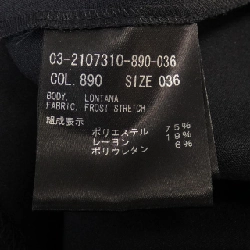 03-2107310-890-036
COL. 890 SIZE 036
BODY, LONTANA
FABRIC, FROST STRETCH
組成表示
ポリエステル 75%
レーヨン 19%
ポリウレタン 6%